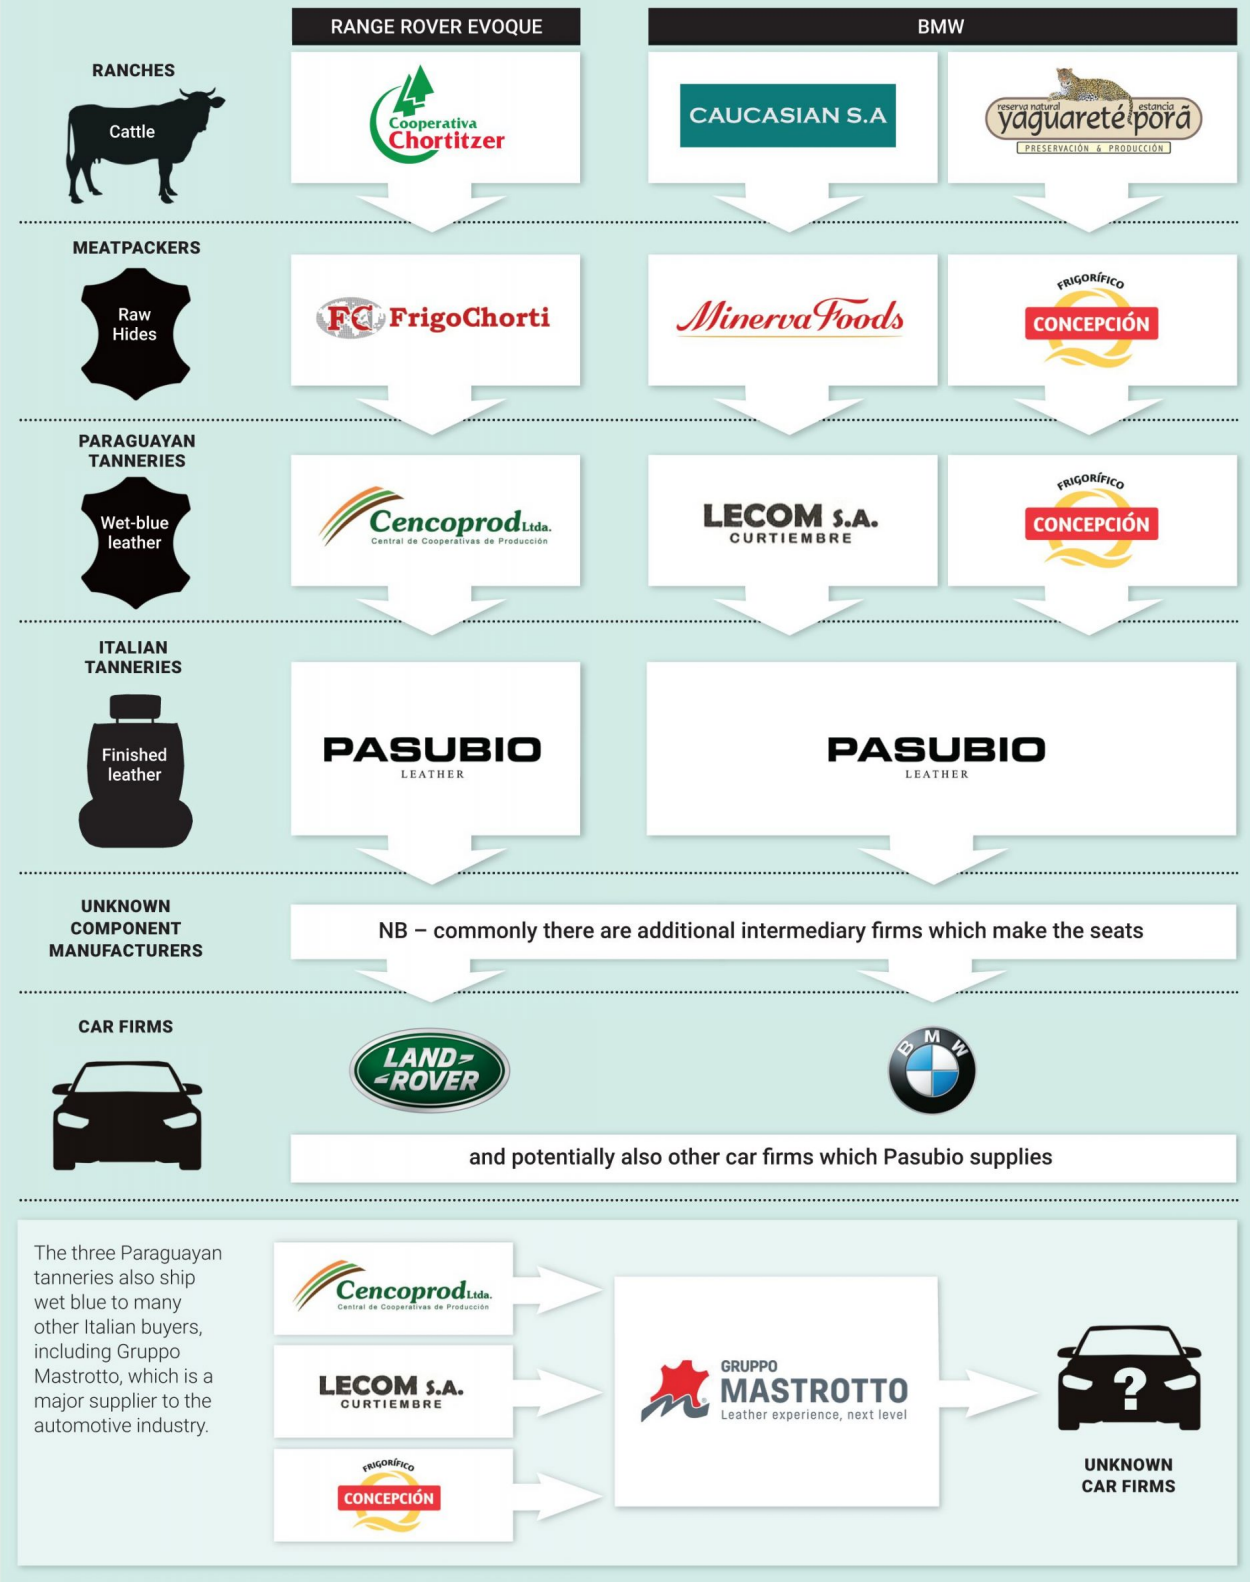 RANGE ROVER EVOQUE
BMW
RANCHES
Cattle
Cooperativa
Chortitzer
CAUCASIAN S.A
reserva natural
estancia
yaguareté porã
PRESERVACIÓN & PRODUCCIÓN
MEATPACKERS
Raw
Hides
FC FrigoChorti
Minerva Foods
FRIGORÍFICO
CONCEPCIÓN
PARAGUAYAN
TANNERIES
Wet-blue
leather
Cencoprod Ltda.
Central de Cooperativas de Producción
LECOM S.A.
CURTIEMBRE
FRIGORÍFICO
CONCEPCIÓN
ITALIAN
TANNERIES
Finished
leather
PASUBIO
LEATHER
PASUBIO
LEATHER
UNKNOWN
COMPONENT
MANUFACTURERS
NB – commonly there are additional intermediary firms which make the seats
CAR FIRMS
LAND-
-ROVER
BMW
and potentially also other car firms which Pasubio supplies
The three Paraguayan
tanneries also ship
wet blue to many
other Italian buyers,
including Gruppo
Mastrotto, which is a
major supplier to the
automotive industry.
Cencoprod Ltda.
Central de Cooperativas de Producción
LECOM S.A.
CURTIEMBRE
FRIGORÍFICO
CONCEPCIÓN
GRUPPO
MASTROTTO
Leather experience, next level
?
UNKNOWN
CAR FIRMS